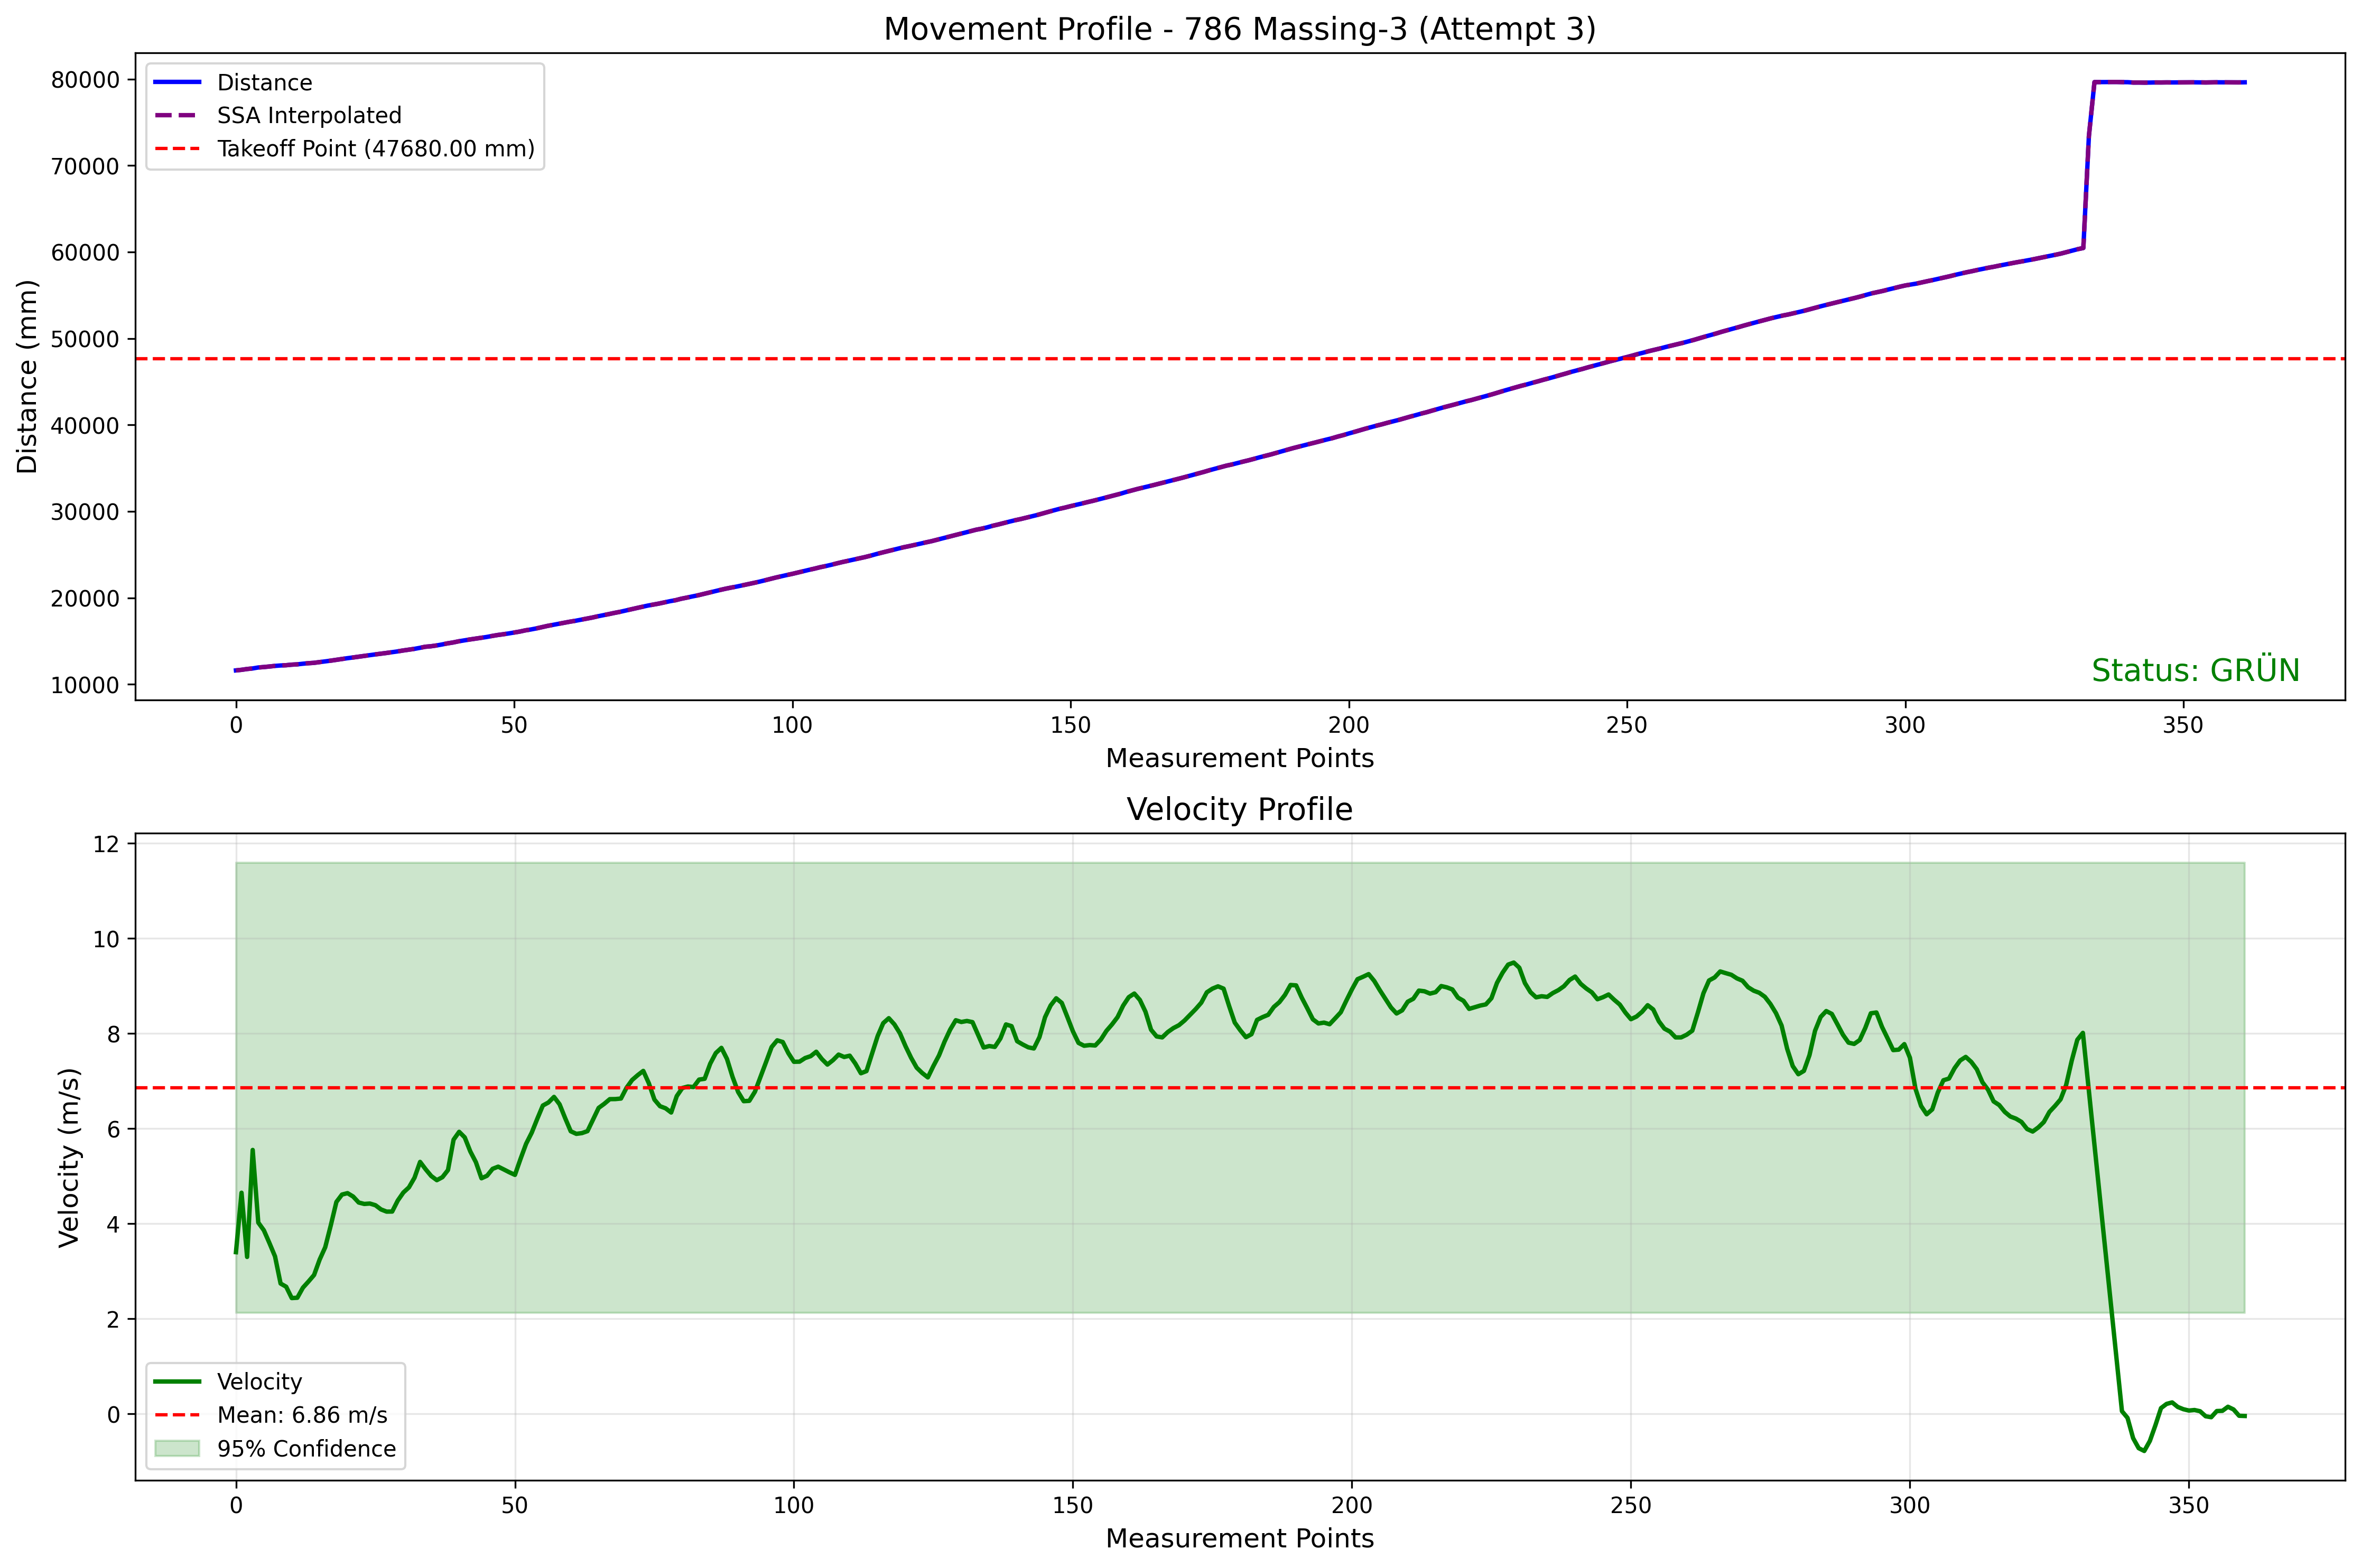 Movement Profile - 786 Massing-3 (Attempt 3)
Distance
SSA Interpolated
Takeoff Point (47680.00 mm)
80000
70000
60000
50000
40000
30000
20000
10000
Distance (mm)
Status: GRÜN
0 50 100 150 200 250 300 350
Measurement Points
Velocity Profile
12
10
8
6
4
2
0
Velocity (m/s)
Velocity
Mean: 6.86 m/s
95% Confidence
0 50 100 150 200 250 300 350
Measurement Points